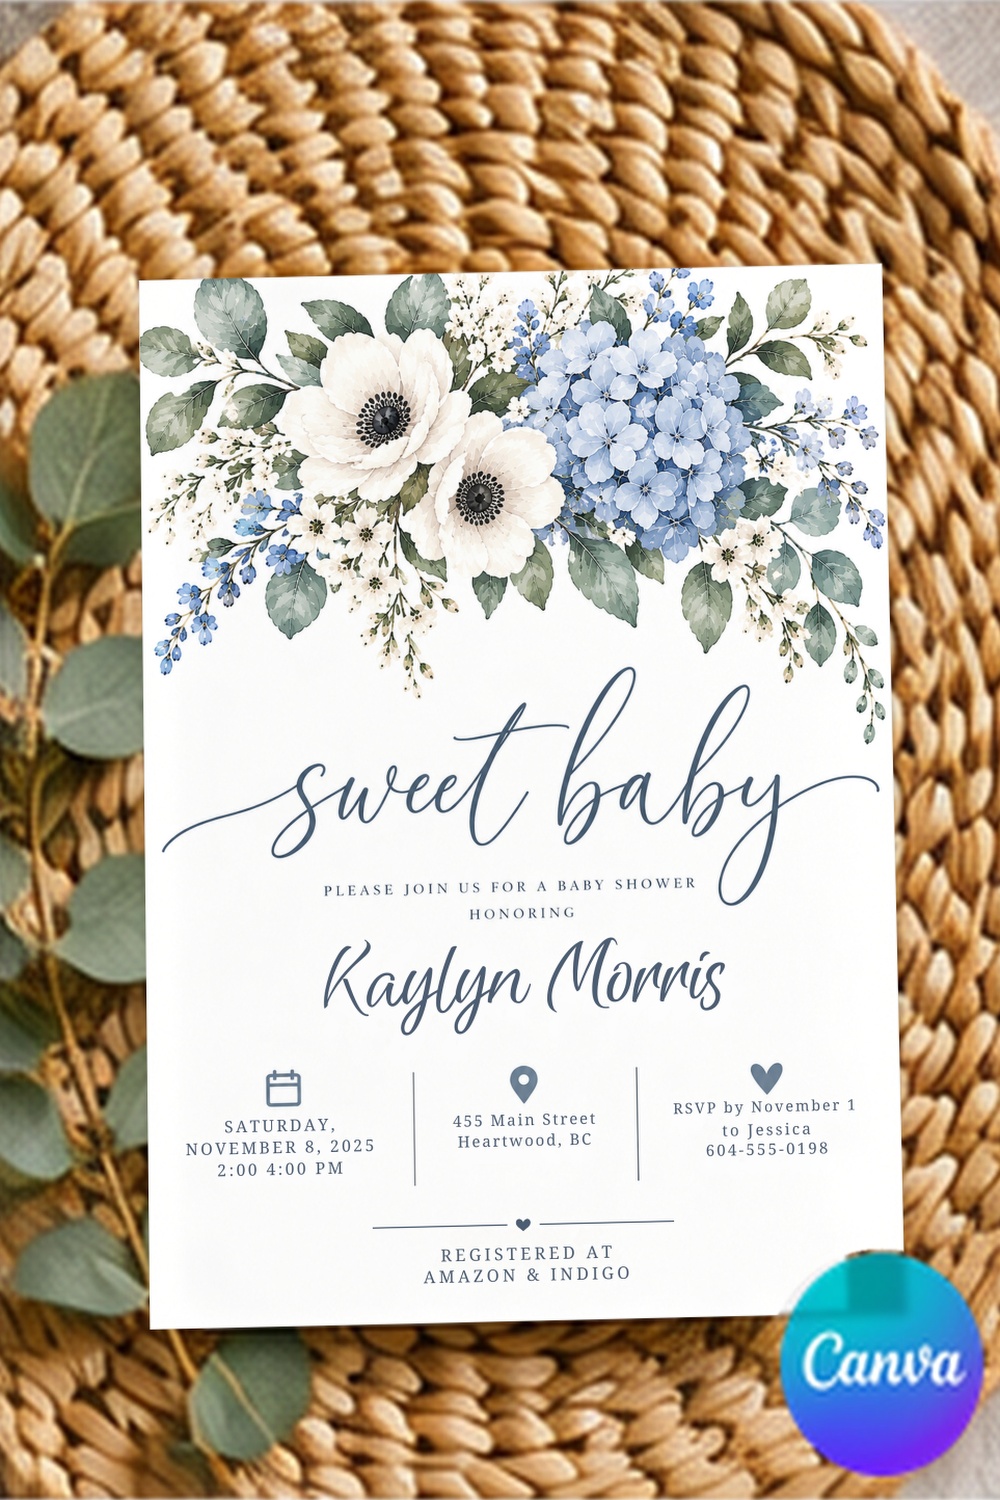 sweet baby
PLEASE JOIN US FOR A BABY SHOWER
HONORING
Kaylyn Morris
SATURDAY,
NOVEMBER 8, 2025
2:00 4:00 PM
455 Main Street
Heartwood, BC
RSVP by November 1
to Jessica
604-555-0198
REGISTERED AT
AMAZON & INDIGO
Canva